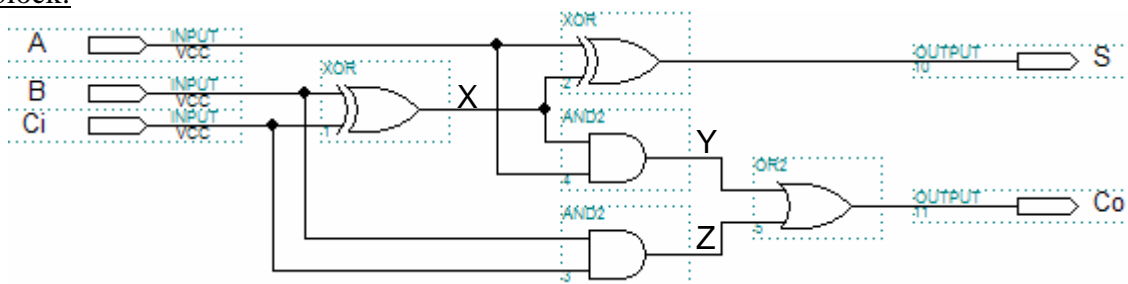 block:
XOR
A INPUT VCC
OUTPUT S
2 10
B INPUT VCC
XOR
X
Ci INPUT VCC
1
AND2
Y
4
OR2
OUTPUT Co
5 11
AND2
Z
3